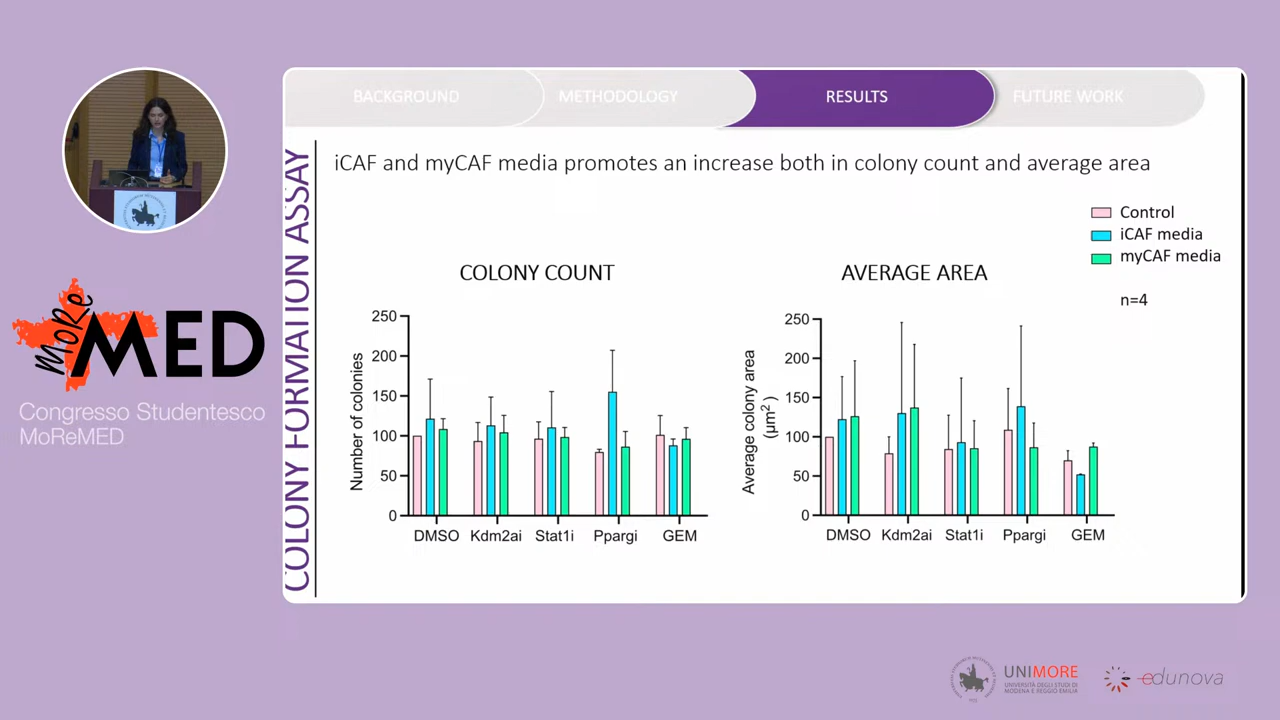 BACKGROUND
METHODOLOGY
RESULTS
FUTURE WORK
COLONY FORMATION ASSAY
iCAF and myCAF media promotes an increase both in colony count and average area
Control
iCAF media
myCAF media
n=4
COLONY COUNT
Number of colonies
250
200
150
100
50
0
DMSO Kdm2ai Stat1i Ppargi GEM
AVERAGE AREA
Average colony area
(µm²)
250
200
150
100
50
0
DMSO Kdm2ai Stat1i Ppargi GEM
MoRe
MED
Congresso Studentesco
MoReMED
UNIMORE
UNIVERSITÀ DEGLI STUDI DI
MODENA E REGGIO EMILIA
edunova